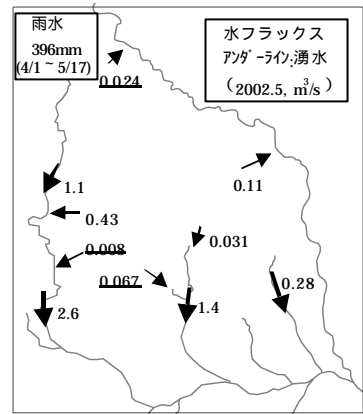 雨水
396mm
(4/1 ~ 5/17)
水フラックス
アンダーライン:湧水
(2002.5, m³/s)
0.024
0.11
1.1
0.43
0.031
0.008
0.067
0.28
1.4
2.6